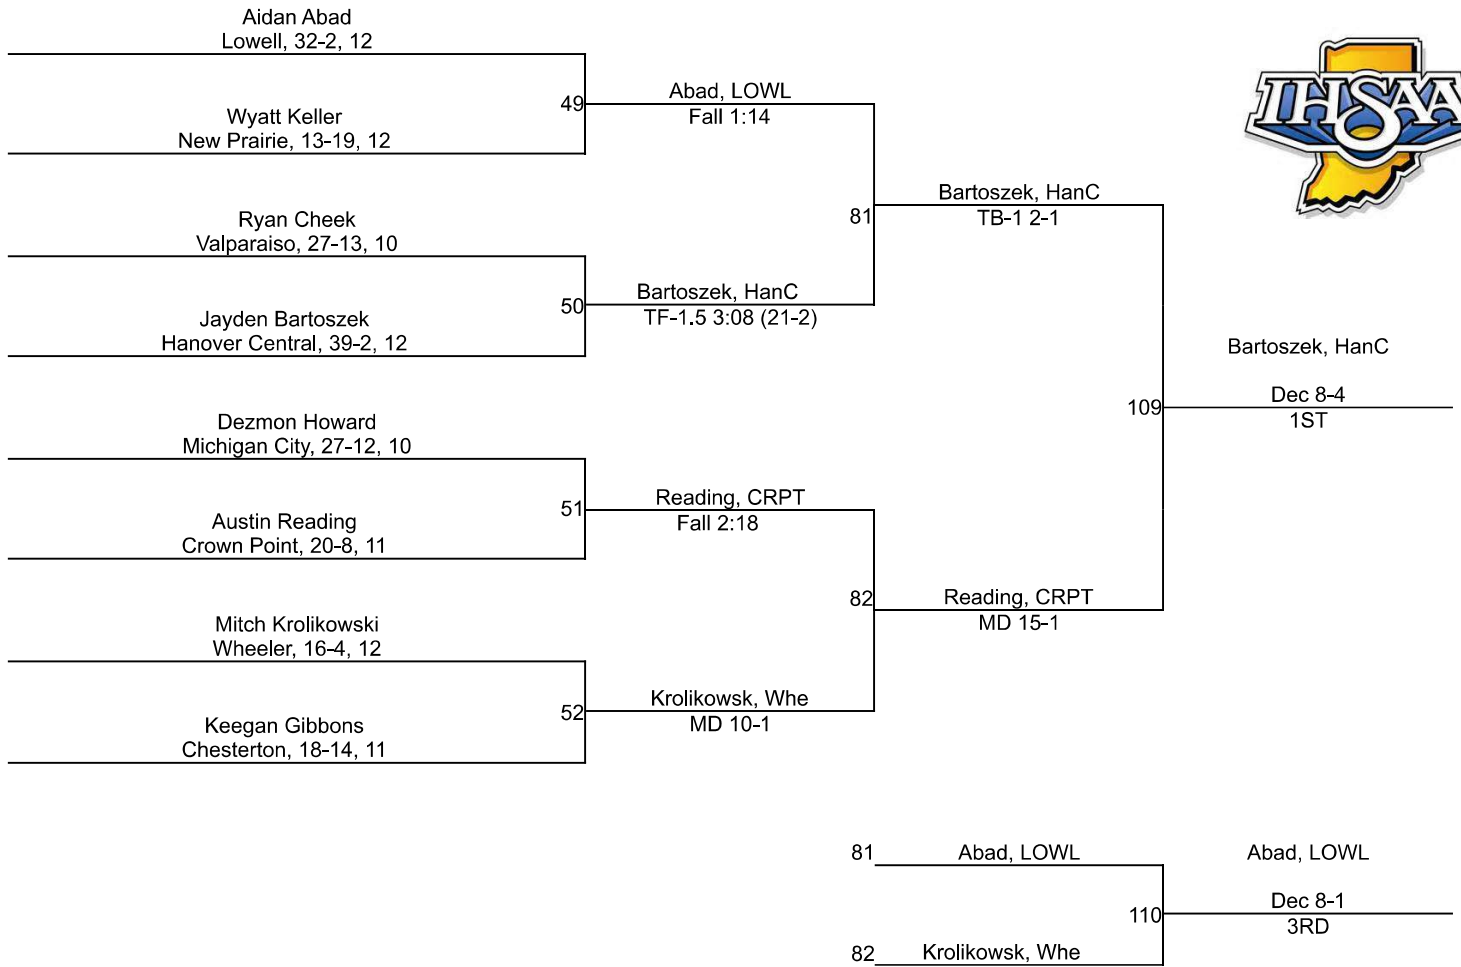 Aidan Abad
Lowell, 32-2, 12
49
Abad, LOWL
Fall 1:14
Wyatt Keller
New Prairie, 13-19, 12
IHSAA
81
Bartoszek, HanC
TB-1 2-1
Ryan Cheek
Valparaiso, 27-13, 10
50
Bartoszek, HanC
TF-1.5 3:08 (21-2)
Jayden Bartoszek
Hanover Central, 39-2, 12
109
Bartoszek, HanC
Dec 8-4
1ST
Dezmon Howard
Michigan City, 27-12, 10
51
Reading, CRPT
Fall 2:18
Austin Reading
Crown Point, 20-8, 11
82
Reading, CRPT
MD 15-1
Mitch Krolikowski
Wheeler, 16-4, 12
52
Krolikowsk, Whe
MD 10-1
Keegan Gibbons
Chesterton, 18-14, 11
81 Abad, LOWL
110
Abad, LOWL
Dec 8-1
3RD
82 Krolikowsk, Whe